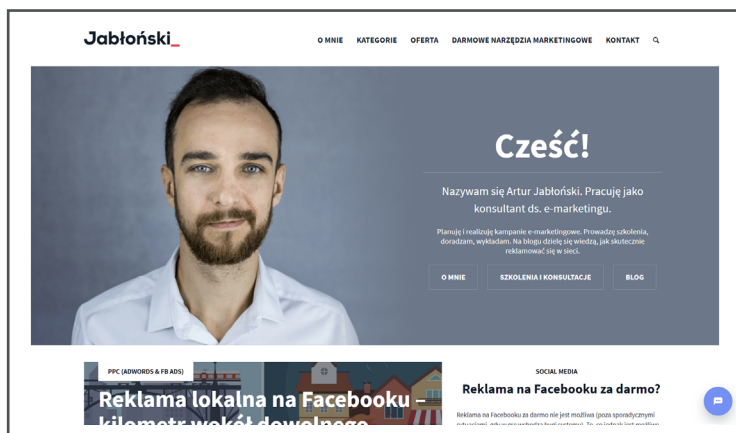 Jabłoński_
O MNIE KATEGORIE OFERTA DARMOWE NARZĘDZIA MARKETINGOWE KONTAKT
Cześć!
Nazywam się Artur Jabłoński. Pracuję jako
konsultant ds. e-marketingu.
Planuję i realizuję kampanie e-marketingowe. Prowadzę szkolenia,
doradzam, wykładam. Na blogu dzielę się wiedzą, jak skutecznie
reklamować się w sieci.
O MNIE SZKOLENIA I KONSULTACJE BLOG
PPC (ADWORDS & FB ADS)
Reklama lokalna na Facebooku –
kilometr wokół dowolnego
SOCIAL MEDIA
Reklama na Facebooku za darmo?
Reklama na Facebooku za darmo nie jest możliwa (poza sporadycznymi